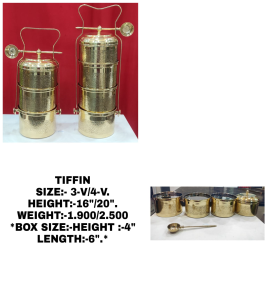 TIFFIN
SIZE:- 3-V/4-V.
HEIGHT:-16"/20".
WEIGHT:-1.900/2.500
*BOX SIZE:-HEIGHT :-4"
LENGTH:-6".*